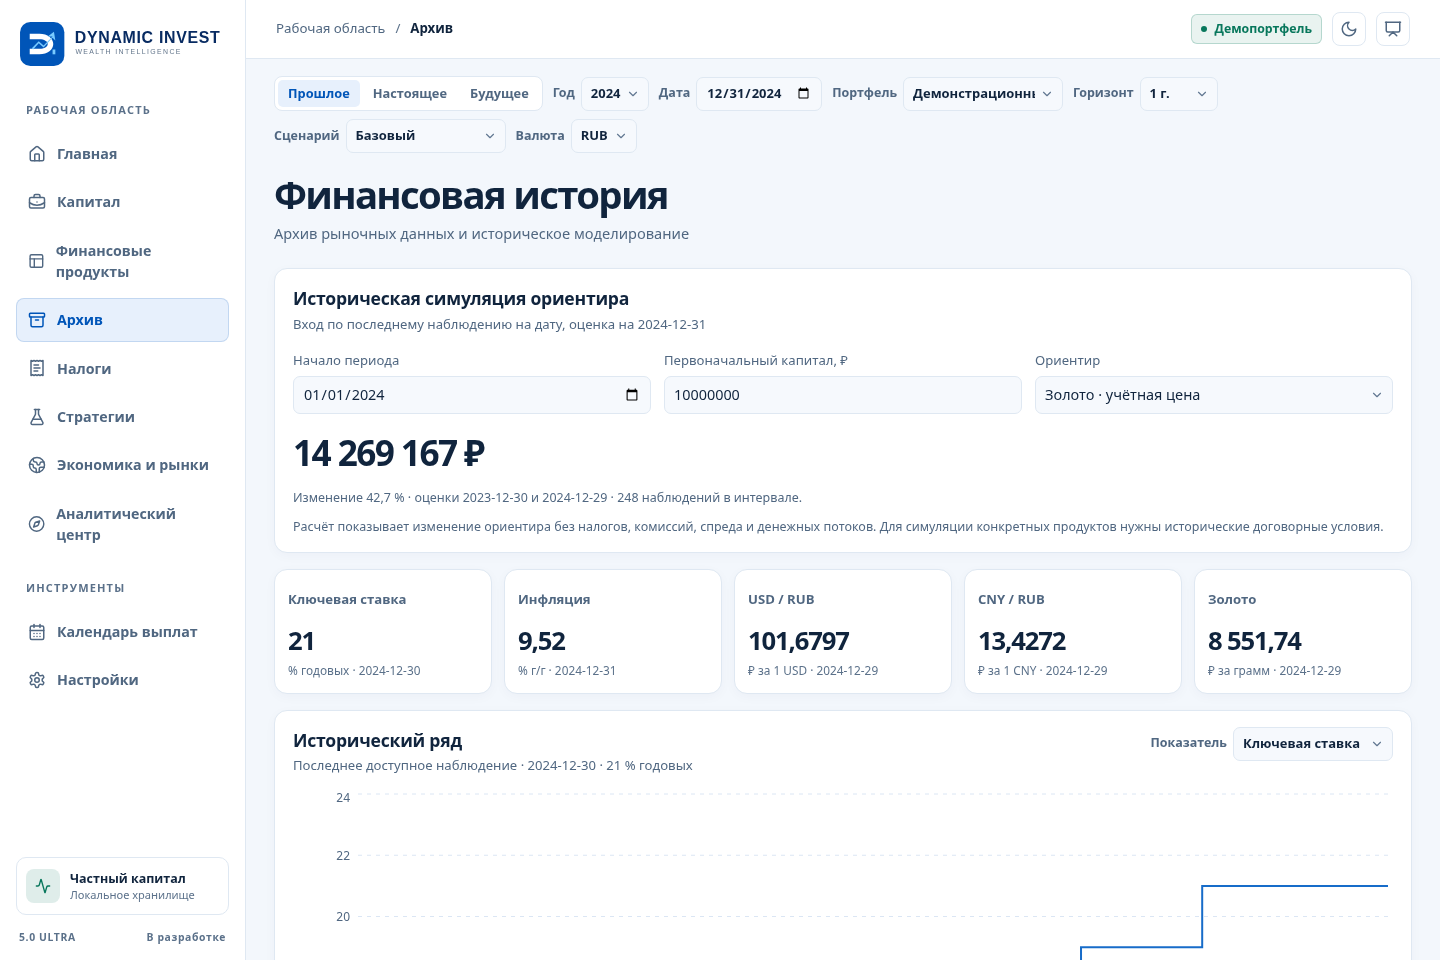 DYNAMIC INVEST
WEALTH INTELLIGENCE
РАБОЧАЯ ОБЛАСТЬ
Главная
Капитал
Финансовые
продукты
Архив
Налоги
Стратегии
Экономика и рынки
Аналитический
центр
ИНСТРУМЕНТЫ
Календарь выплат
Настройки
Частный капитал
Локальное хранилище
5.0 ULTRA В разработке
Рабочая область / Архив
Демопортфель
Прошлое Настоящее Будущее Год 2024 Дата 12/31/2024 Портфель Демонстрационн Горизонт 1 г.
Сценарий Базовый Валюта RUB
Финансовая история
Архив рыночных данных и историческое моделирование
Историческая симуляция ориентира
Вход по последнему наблюдению на дату, оценка на 2024-12-31
Начало периода Первоначальный капитал, ₽ Ориентир
01/01/2024 10000000 Золото · учётная цена
14 269 167 ₽
Изменение 42,7 % · оценки 2023-12-30 и 2024-12-29 · 248 наблюдений в интервале.
Расчёт показывает изменение ориентира без налогов, комиссий, спреда и денежных потоков. Для симуляции конкретных продуктов нужны исторические договорные условия.
Ключевая ставка
21
% годовых · 2024-12-30
Инфляция
9,52
% г/г · 2024-12-31
USD / RUB
101,6797
₽ за 1 USD · 2024-12-29
CNY / RUB
13,4272
₽ за 1 CNY · 2024-12-29
Золото
8 551,74
₽ за грамм · 2024-12-29
Исторический ряд
Последнее доступное наблюдение · 2024-12-30 · 21 % годовых
Показатель Ключевая ставка
24
22
20